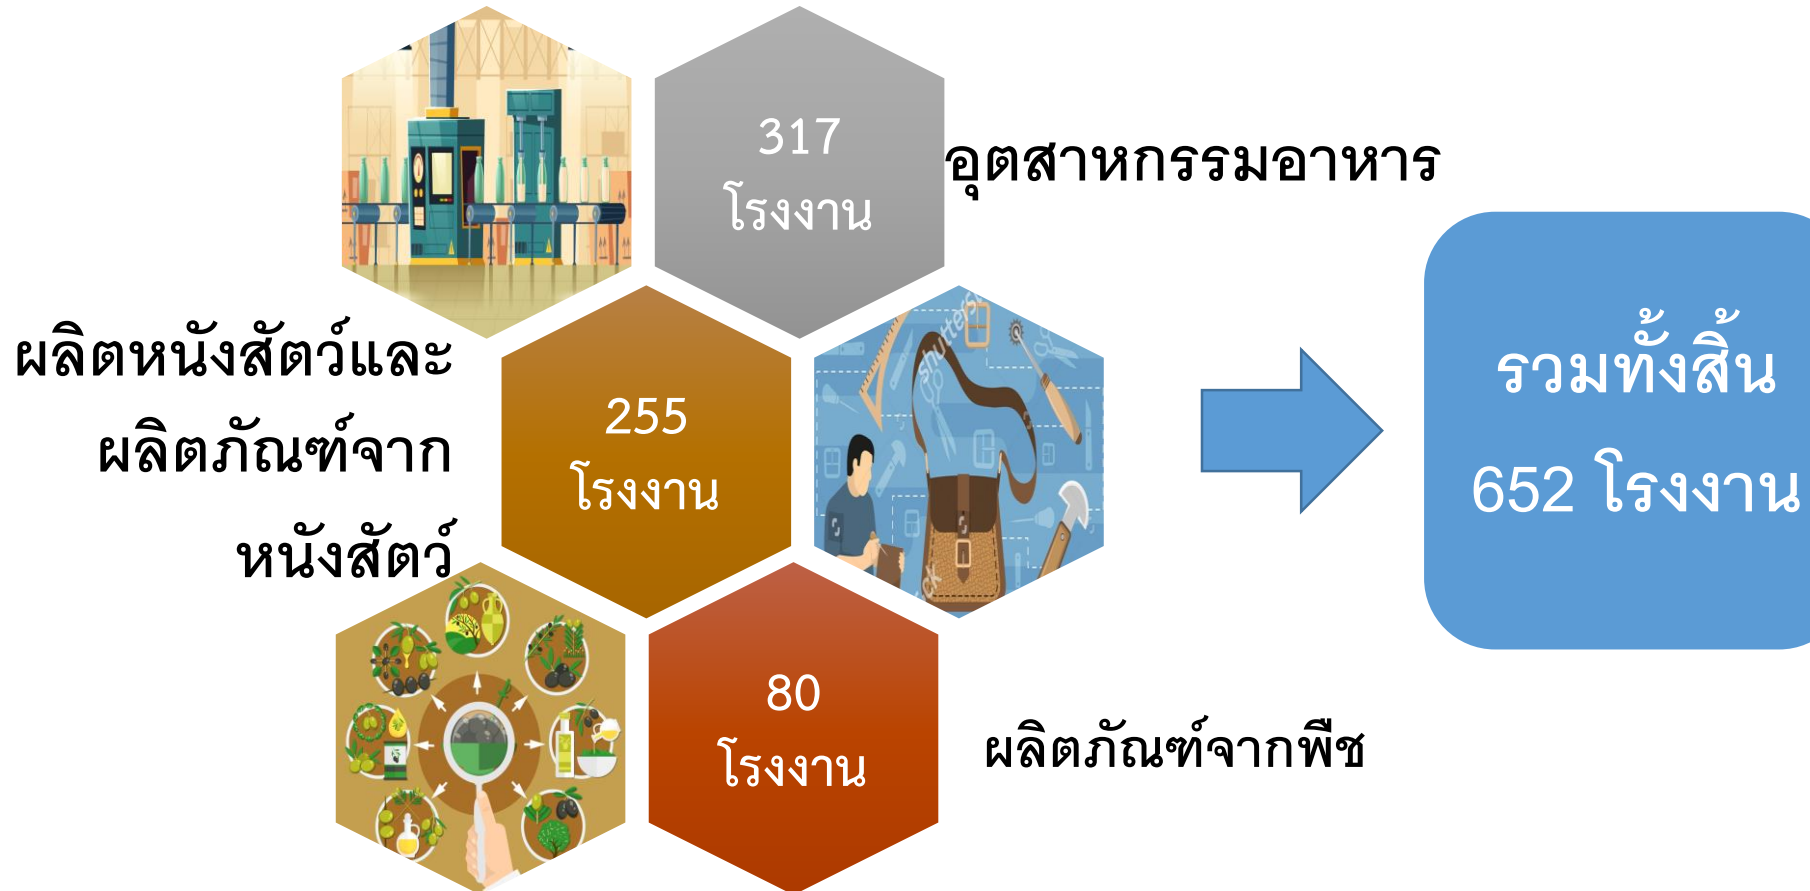 317
โรงงาน
อุตสาหกรรมอาหาร
ผลิตหนังสัตว์และ
ผลิตภัณฑ์จาก
หนังสัตว์
255
โรงงาน
80
โรงงาน
ผลิตภัณฑ์จากพืช
รวมทั้งสิ้น
652 โรงงาน